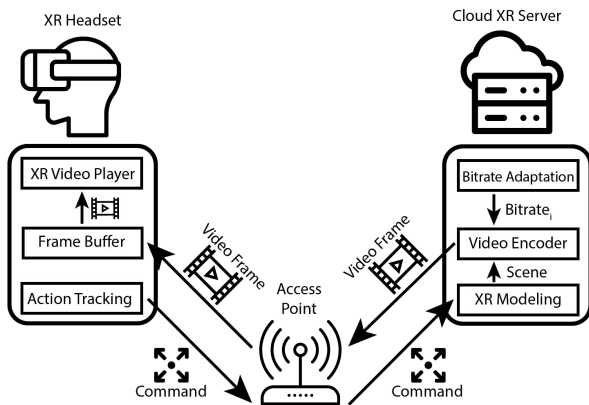 XR Headset
Cloud XR Server
XR Video Player
Frame Buffer
Action Tracking
Video Frame
Command
Access
Point
Video Frame
Command
Bitrate Adaptation
Bitrateᵢ
Video Encoder
Scene
XR Modeling